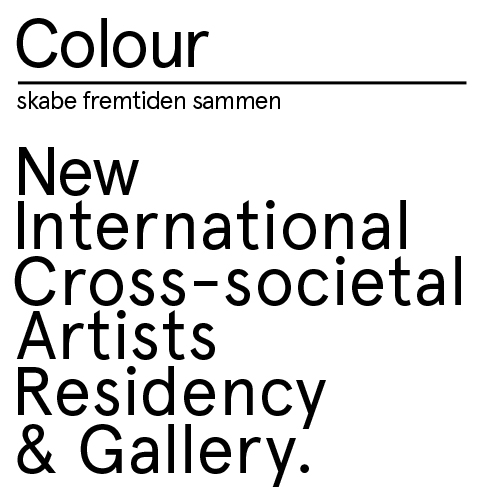 Colour
skabe fremtiden sammen
New
International
Cross-societal
Artists
Residency
& Gallery.